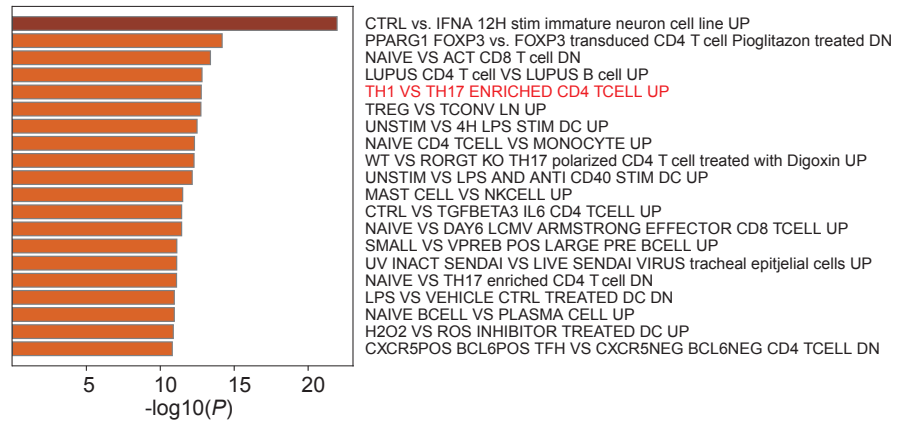 CTRL vs. IFNA 12H stim immature neuron cell line UP
PPARG1 FOXP3 vs. FOXP3 transduced CD4 T cell Pioglitazon treated DN
NAIVE VS ACT CD8 T cell DN
LUPUS CD4 T cell VS LUPUS B cell UP
TH1 VS TH17 ENRICHED CD4 TCELL UP
TREG VS TCONV LN UP
UNSTIM VS 4H LPS STIM DC UP
NAIVE CD4 TCELL VS MONOCYTE UP
WT VS RORGT KO TH17 polarized CD4 T cell treated with Digoxin UP
UNSTIM VS LPS AND ANTI CD40 STIM DC UP
MAST CELL VS NKCELL UP
CTRL VS TGFBETA3 IL6 CD4 TCELL UP
NAIVE VS DAY6 LCMV ARMSTRONG EFFECTOR CD8 TCELL UP
SMALL VS VPREB POS LARGE PRE BCELL UP
UV INACT SENDAI VS LIVE SENDAI VIRUS tracheal epitjelial cells UP
NAIVE VS TH17 enriched CD4 T cell DN
LPS VS VEHICLE CTRL TREATED DC DN
NAIVE BCELL VS PLASMA CELL UP
H2O2 VS ROS INHIBITOR TREATED DC UP
CXCR5POS BCL6POS TFH VS CXCR5NEG BCL6NEG CD4 TCELL DN
5 10 15 20
-log10(P)